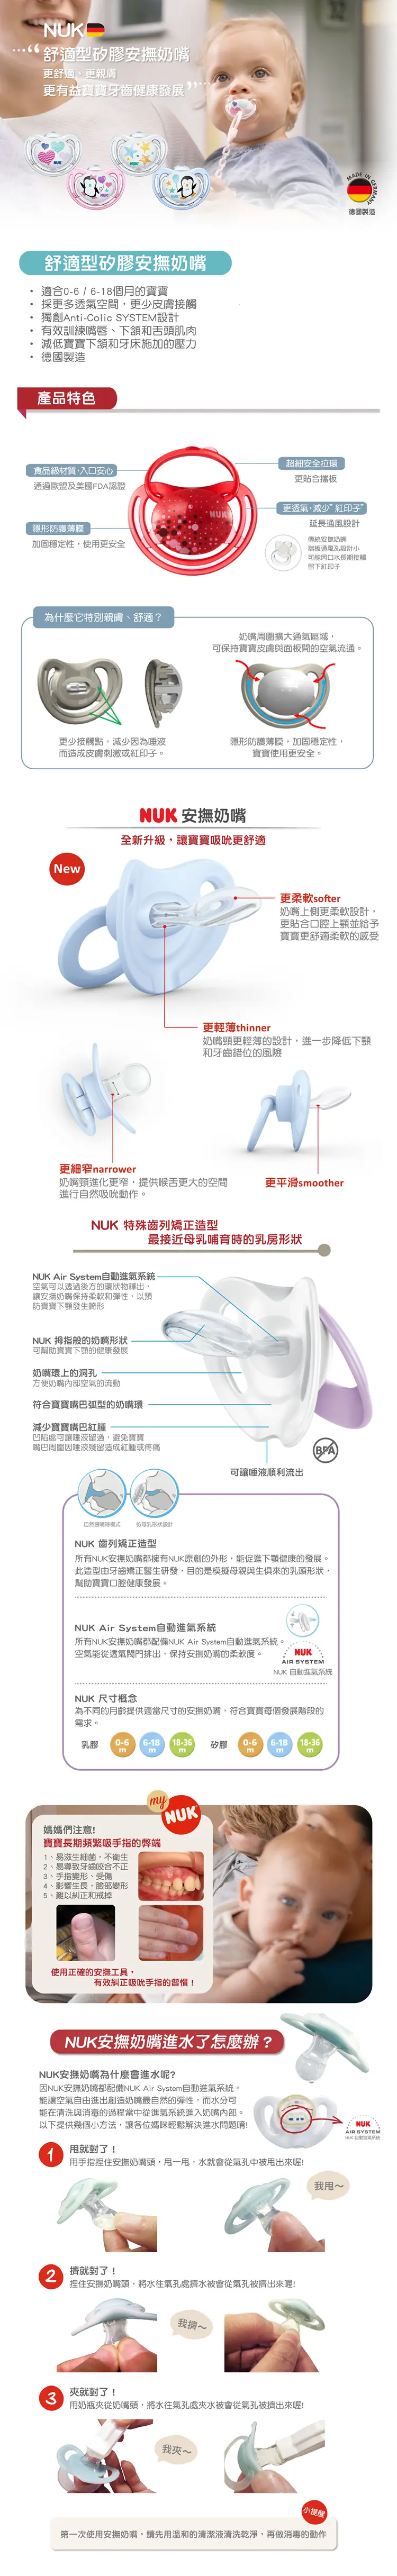 NUK
舒適型矽膠安撫奶嘴
更舒適、更親膚
更有益寶寶牙齒健康發展
MADE IN GERMANY
德國製造
舒適型矽膠安撫奶嘴
• 適合0-6 / 6-18個月的寶寶
• 採更多透氣空間，更少皮膚接觸
• 獨創Anti-Colic SYSTEM設計
• 有效訓練嘴唇、下頷和舌頭肌肉
• 減低寶寶下頷和牙床施加的壓力
• 德國製造
產品特色
食品級材質‧入口安心
通過歐盟及美國FDA認證
隱形防護薄膜
加固穩定性，使用更安全
超細安全拉環
更貼合擋板
更透氣‧減少"紅印子"
延長通風設計
傳統安撫奶嘴
擋板通風孔設計小
可能因口水長期接觸
留下紅印子
NUK
為什麼它特別親膚、舒適？
奶嘴周圍擴大通氣區域，
可保持寶寶皮膚與面板間的空氣流通。
更少接觸點，減少因為唾液
而造成皮膚刺激或紅印子。
隱形防護薄膜，加固穩定性，
寶寶使用更安全。
NUK 安撫奶嘴
全新升級，讓寶寶吸吮更舒適
New
更柔軟softer
奶嘴上側更柔軟設計，
更貼合口腔上顎並給予
寶寶更舒適柔軟的感受
更輕薄thinner
奶嘴頸更輕薄的設計，進一步降低下顎
和牙齒錯位的風險
更細窄narrower
奶嘴頸進化更窄，提供喉舌更大的空間
進行自然吸吮動作。
更平滑smoother
NUK 特殊齒列矯正造型
最接近母乳哺育時的乳房形狀
NUK Air System自動進氣系統
空氣可以透過後方的環狀物釋出，
讓安撫奶嘴保持柔軟和彈性，以預
防寶寶下顎發生畸形
NUK 拇指般的奶嘴形狀
可幫助寶寶下顎的健康發展
奶嘴環上的洞孔
方便奶嘴內部空氣的流動
符合寶寶嘴巴弧型的奶嘴環
減少寶寶嘴巴紅腫
凹陷處可讓唾液留過，避免寶寶
嘴巴周圍因唾液殘留造成紅腫或疼痛
BPA
可讓唾液順利流出
NUK 齒列矯正造型
所有NUK安撫奶嘴都擁有NUK原創的外形，能促進下顎健康的發展。
此造型由牙齒矯正醫生研發，目的是模擬母親與生俱來的乳頭形狀，
幫助寶寶口腔健康發展。
NUK Air System自動進氣系統
所有NUK安撫奶嘴都配備NUK Air System自動進氣系統。
空氣能從透氣閥門排出，保持安撫奶嘴的柔軟度。
NUK
AIR SYSTEM
NUK 自動進氣系統
NUK 尺寸概念
為不同的月齡提供適當尺寸的安撫奶嘴，符合寶寶每個發展階段的
需求。
乳膠 0-6 m 6-18 m 18-36 m 矽膠 0-6 m 6-18 m 18-36 m
my NUK
媽媽們注意!
寶寶長期頻繁吸手指的弊端
1、易滋生細菌，不衛生
2、易導致牙齒咬合不正
3、手指變形、受傷
4、影響生長，臉部變形
5、難以糾正和戒掉
使用正確的安撫工具，
有效糾正吸吮手指的習慣！
NUK安撫奶嘴進水了怎麼辦？
NUK安撫奶嘴為什麼會進水呢?
因NUK安撫奶嘴都配備NUK Air System自動進氣系統。
能讓空氣自由進出創造奶嘴最自然的彈性，而水分可
能在清洗與消毒的過程當中從進氣系統進入奶嘴內部。
以下提供幾個小方法，讓各位媽咪輕鬆解決進水問題唷!
NUK
AIR SYSTEM
NUK 自動進氣系統
1 甩就對了！
用手指捏住安撫奶嘴頭，甩一甩，水就會從氣孔中被甩出來喔!
我甩～
2 擠就對了！
捏住安撫奶嘴頭，將水往氣孔處擠水被會從氣孔被擠出來喔!
我擠～
3 夾就對了！
用奶瓶夾從奶嘴頭，將水往氣孔處夾水被會從氣孔被擠出來喔!
我夾～
小提醒
第一次使用安撫奶嘴，請先用溫和的清潔液清洗乾淨，再做消毒的動作